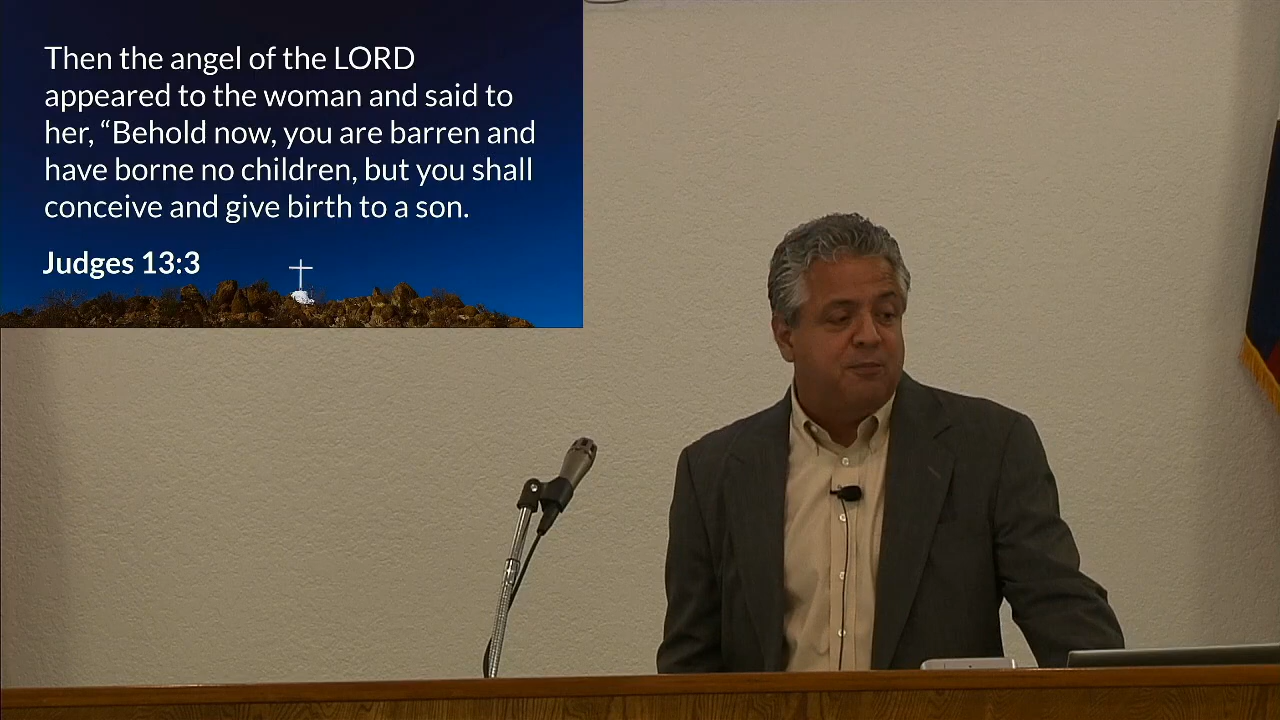 Then the angel of the LORD
appeared to the woman and said to
her, “Behold now, you are barren and
have borne no children, but you shall
conceive and give birth to a son.
Judges 13:3